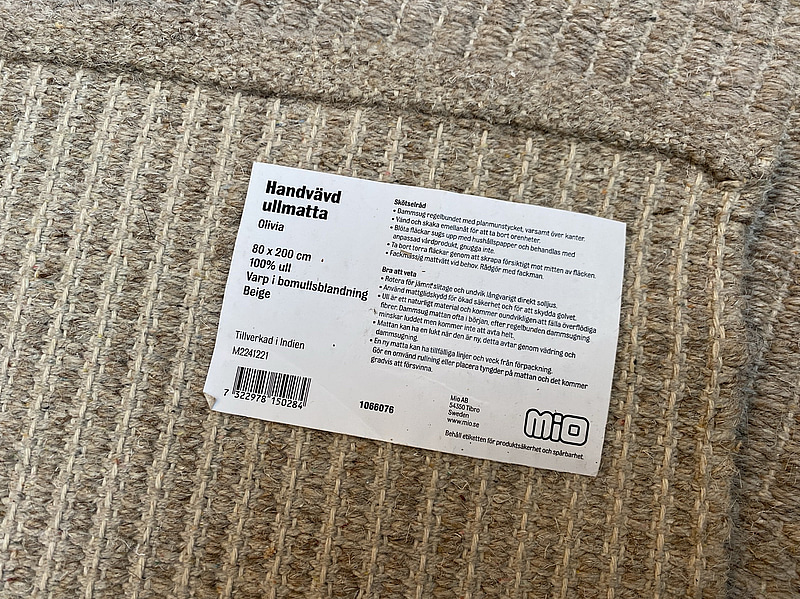 Handvävd
ullmatta
Olivia
80 x 200 cm
100% ull
Varp i bomullsblandning
Beige
Tillverkad i Indien
M2241221
7 322978 150284
Skötselråd
• Dammsug regelbundet med planmunstycket, varsamt över kanter.
• Vänd och skaka emellanåt för att ta bort orenheter.
• Blöta fläckar sugs upp med hushållspapper och behandlas med
anpassad vårdprodukt, gnugga inte.
• Ta bort torra fläckar genom att skrapa försiktigt mot mitten av fläcken.
• Fackmässig mattvätt vid behov. Rådgör med fackman.
Bra att veta
• Rotera för jämnt slitage och undvik långvarigt direkt solljus.
• Använd mattglidskydd för ökad säkerhet och för att skydda golvet.
• Ull är ett naturligt material och kommer oundvikligen att fälla överflödiga
fibrer. Dammsug mattan ofta i början, efter regelbunden dammsugning
minskar luddet men kommer inte att avta helt.
• Mattan kan ha en lukt när den är ny, detta avtar genom vädring och
dammsugning.
• En ny matta kan ha tillfälliga linjer och veck från förpackning.
Gör en omvänd rullning eller placera tyngder på mattan och det kommer
gradvis att försvinna.
1066076
Mio AB
54350 Tibro
Sweden
www.mio.se
MiO
Behåll etiketten för produktsäkerhet och spårbarhet.